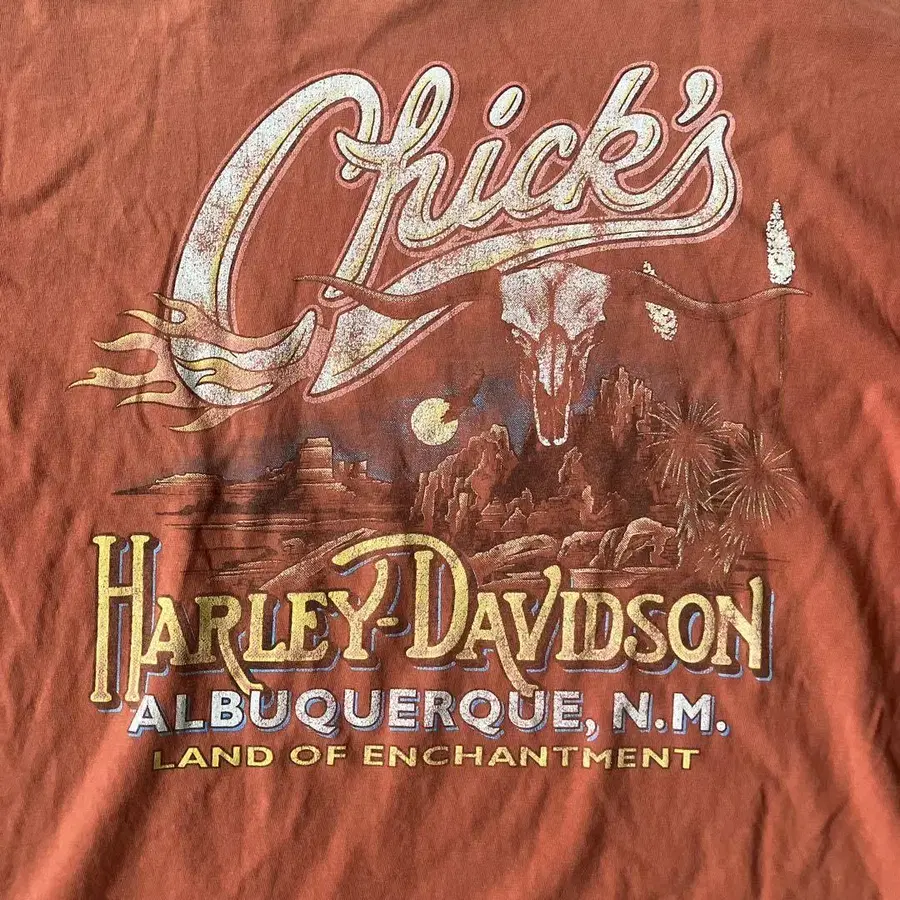 Chick's
HARLEY-DAVIDSON
ALBUQUERQUE, N.M.
LAND OF ENCHANTMENT